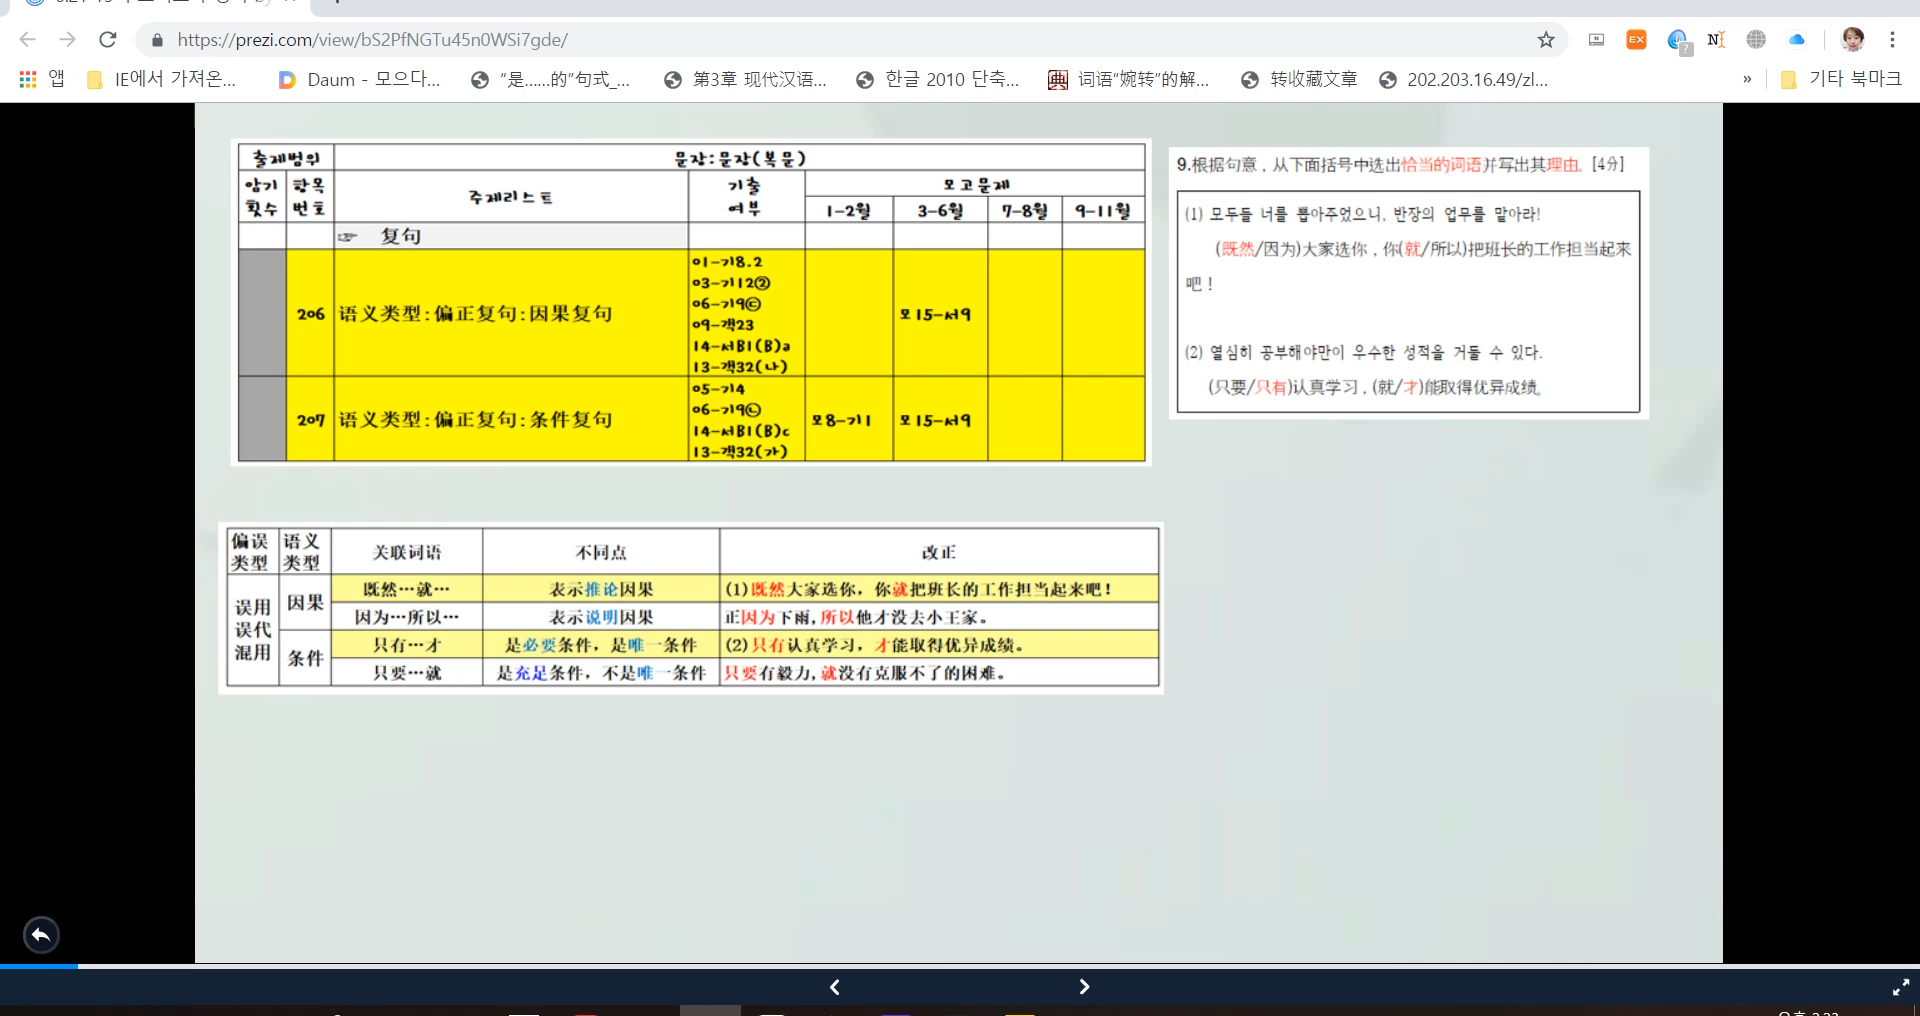 https://prezi.com/view/bS2PfNGTu45n0WSi7gde/
앱 IE에서 가져온... Daum - 모으다... “是......的”句式_... 第3章 现代汉语... 한글 2010 단축... 词语“婉转”的解... 转收藏文章 202.203.16.49/zl... » 기타 북마크
출제범위 문장:문장(복문)
암기 횟수 항목 번호 주제리스트 기출 여부 모고문제
1-2월 3-6월 7-8월 9-11월
☞ 复句
206 语义类型:偏正复句:因果复句
01-기8.2
03-기12②
06-기9㉢
09-객23
14-서B1(B)a
13-객32(나)
모15-서9
207 语义类型:偏正复句:条件复句
05-기4
06-기9㉡
14-서B1(B)c
13-객32(가)
모8-기1 모15-서9
9.根据句意，从下面括号中选出恰当的词语并写出其理由. [4分]
(1) 모두들 너를 뽑아주었으니, 반장의 업무를 맡아라!
(既然/因为)大家选你，你(就/所以)把班长的工作担当起来
吧！
(2) 열심히 공부해야만이 우수한 성적을 거둘 수 있다.
(只要/只有)认真学习，(就/才)能取得优异成绩。
偏误类型 语义类型 关联词语 不同点 改正
误用 误代 混用
因果 既然…就… 表示推论因果 (1)既然大家选你，你就把班长的工作担当起来吧！
因为…所以… 表示说明因果 正因为下雨,所以他才没去小王家。
条件 只有…才 是必要条件，是唯一条件 (2)只有认真学习，才能取得优异成绩。
只要…就 是充足条件，不是唯一条件 只要有毅力,就没有克服不了的困难。